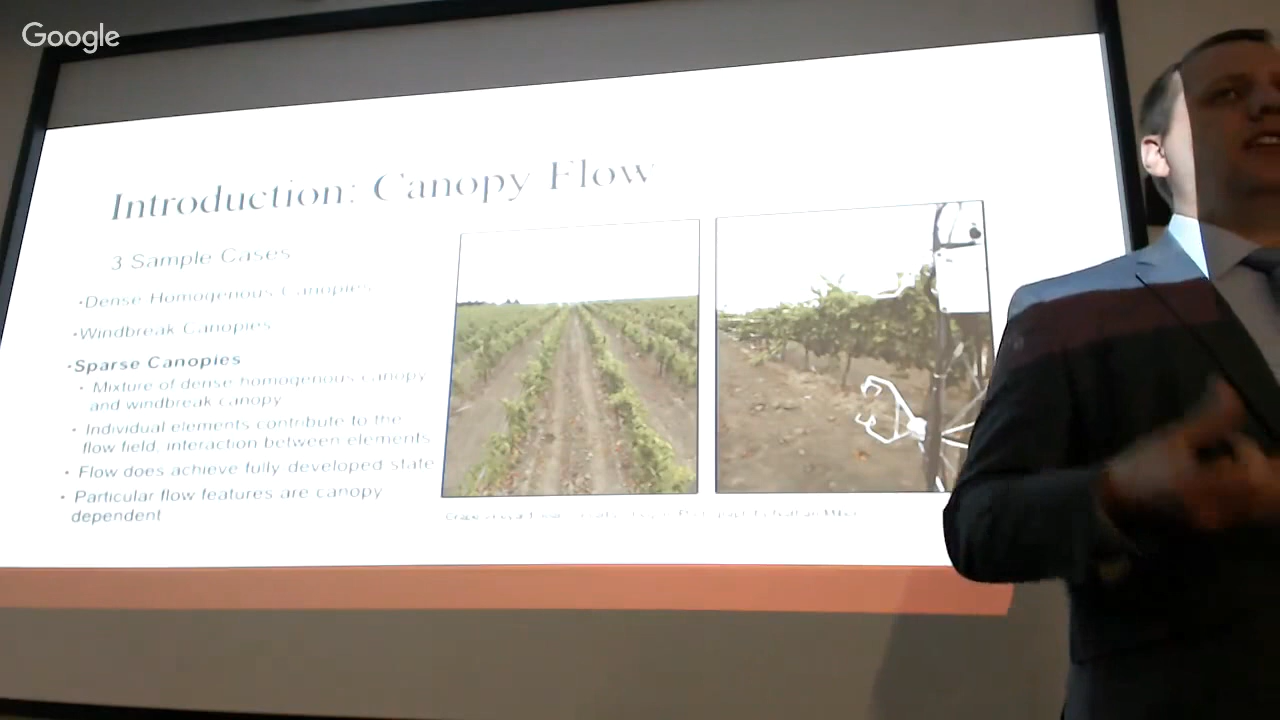 Google
Introduction: Canopy Flow
3 Sample Cases
•Dense Homogenous Canopies
•Windbreak Canopies
•Sparse Canopies
• Mixture of dense homogenous canopy
and windbreak canopy
• Individual elements contribute to the
flow field, interaction between elements
• Flow does achieve fully developed state
• Particular flow features are canopy
dependent